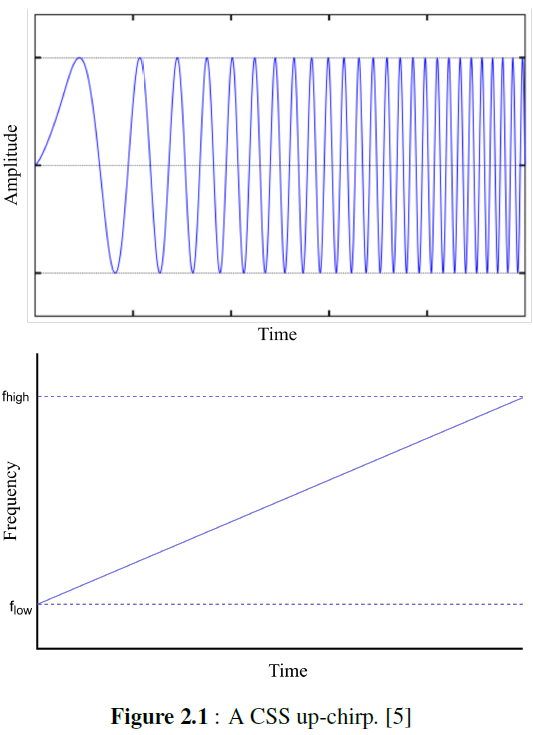 Amplitude
Time
fhigh
Frequency
flow
Time
Figure 2.1 : A CSS up-chirp. [5]